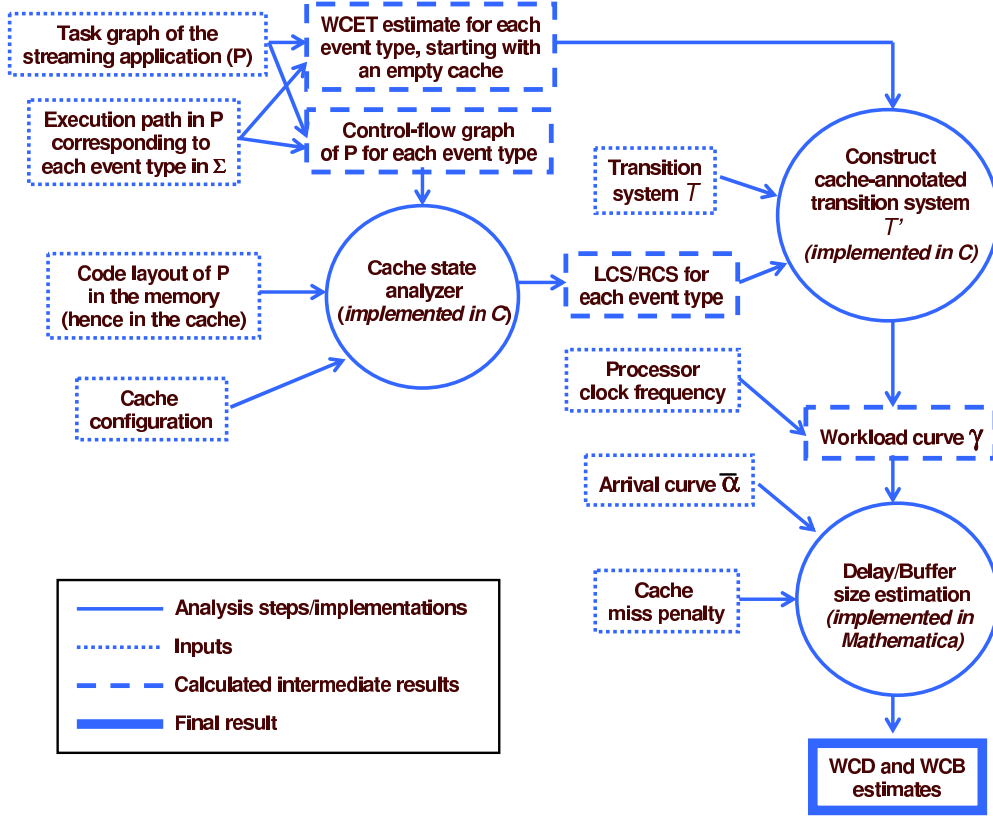 Task graph of the
streaming application (P)
WCET estimate for each
event type, starting with
an empty cache
Execution path in P
corresponding to
each event type in Σ
Control-flow graph
of P for each event type
Transition
system T
Construct
cache-annotated
transition system
T'
(implemented in C)
Code layout of P
in the memory
(hence in the cache)
Cache state
analyzer
(implemented in C)
LCS/RCS for
each event type
Cache
configuration
Processor
clock frequency
Workload curve γ
Arrival curve α̅
Cache
miss penalty
Delay/Buffer
size estimation
(implemented in
Mathematica)
Analysis steps/implementations
Inputs
Calculated intermediate results
Final result
WCD and WCB
estimates